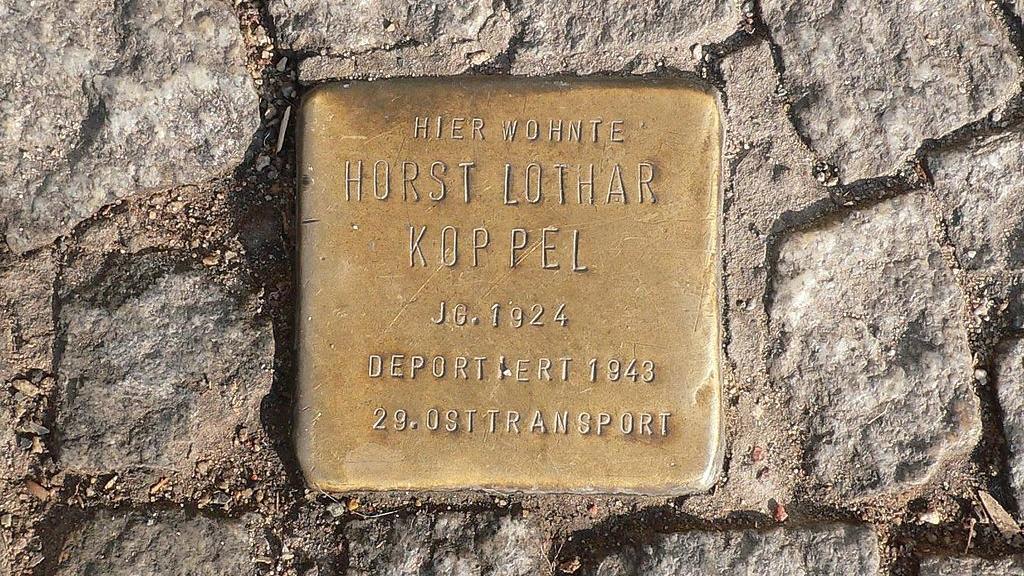 HIER WOHNTE
HORST LOTHAR
KOPPEL
JG. 1924
DEPORTIERT 1943
29. OSTTRANSPORT